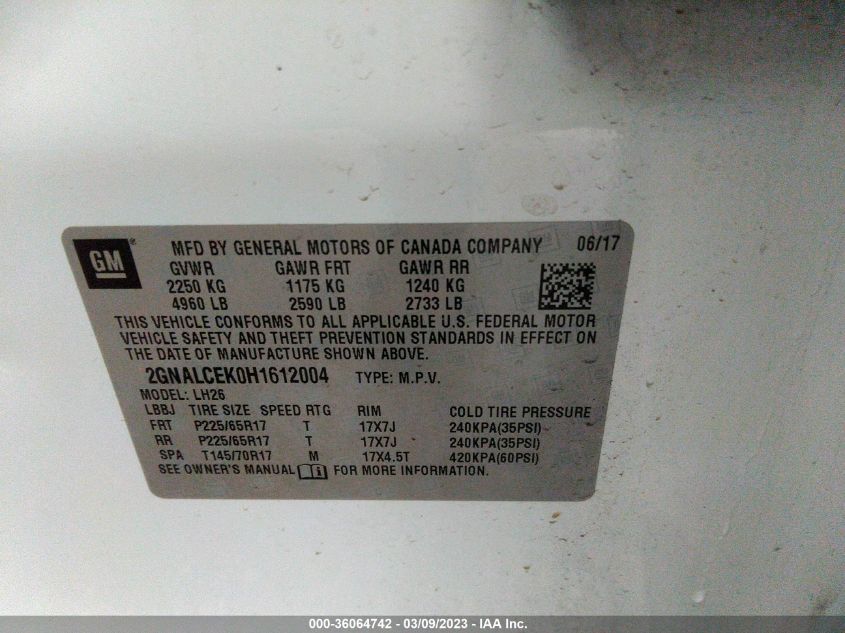 GM ®
MFD BY GENERAL MOTORS OF CANADA COMPANY 06/17
GVWR GAWR FRT GAWR RR
2250 KG 1175 KG 1240 KG
4960 LB 2590 LB 2733 LB
THIS VEHICLE CONFORMS TO ALL APPLICABLE U.S. FEDERAL MOTOR
VEHICLE SAFETY AND THEFT PREVENTION STANDARDS IN EFFECT ON
THE DATE OF MANUFACTURE SHOWN ABOVE.
2GNALCEK0H1612004 TYPE: M.P.V.
MODEL: LH26
LBBJ TIRE SIZE SPEED RTG RIM COLD TIRE PRESSURE
FRT P225/65R17 T 17X7J 240KPA(35PSI)
RR P225/65R17 T 17X7J 240KPA(35PSI)
SPA T145/70R17 M 17X4.5T 420KPA(60PSI)
SEE OWNER'S MANUAL FOR MORE INFORMATION.
000-36064742 - 03/09/2023 - IAA Inc.